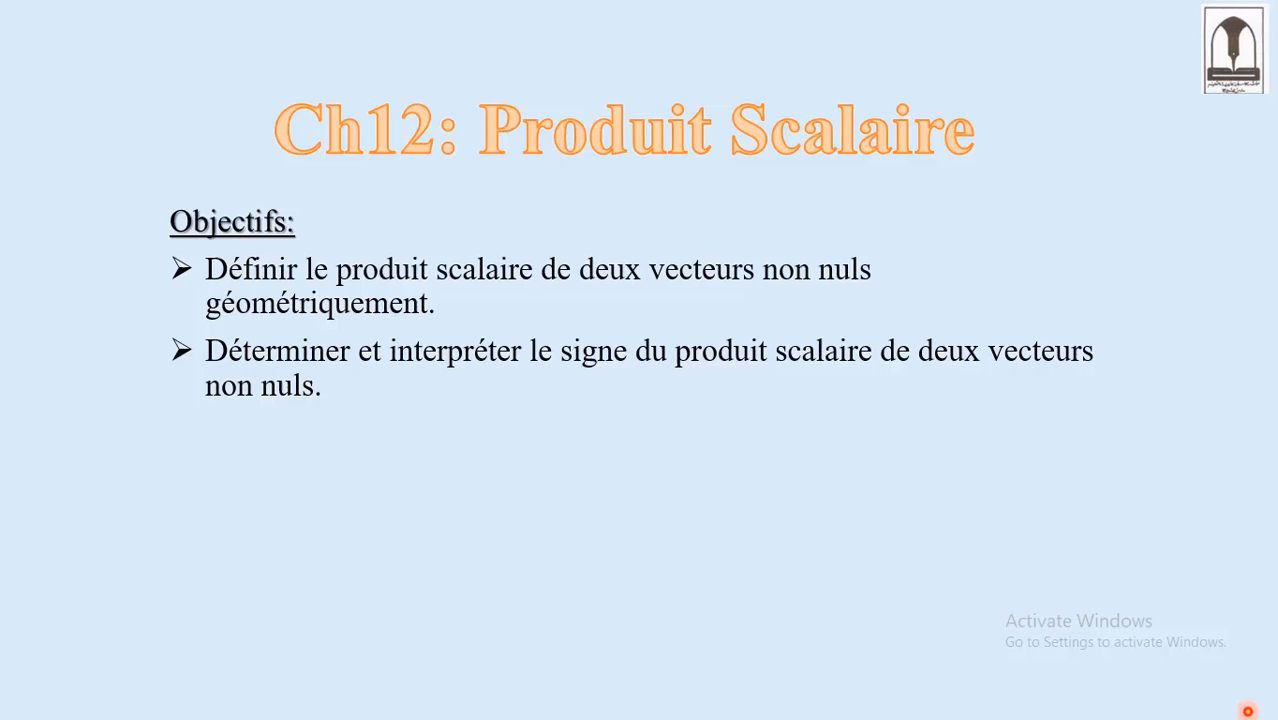 Ch12: Produit Scalaire
Objectifs:
➢ Définir le produit scalaire de deux vecteurs non nuls
géométriquement.
➢ Déterminer et interpréter le signe du produit scalaire de deux vecteurs
non nuls.
Activate Windows
Go to Settings to activate Windows.